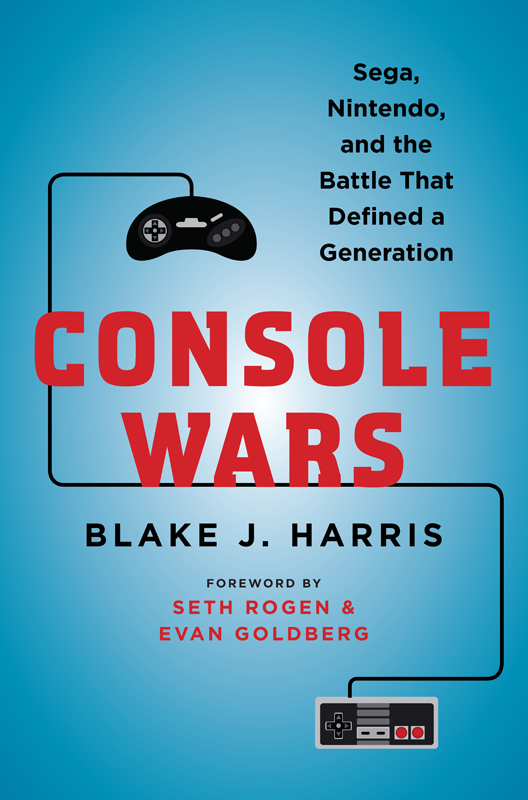 Sega,
Nintendo,
and the
Battle That
Defined a
Generation
CONSOLE
WARS
BLAKE J. HARRIS
FOREWORD BY
SETH ROGEN &
EVAN GOLDBERG